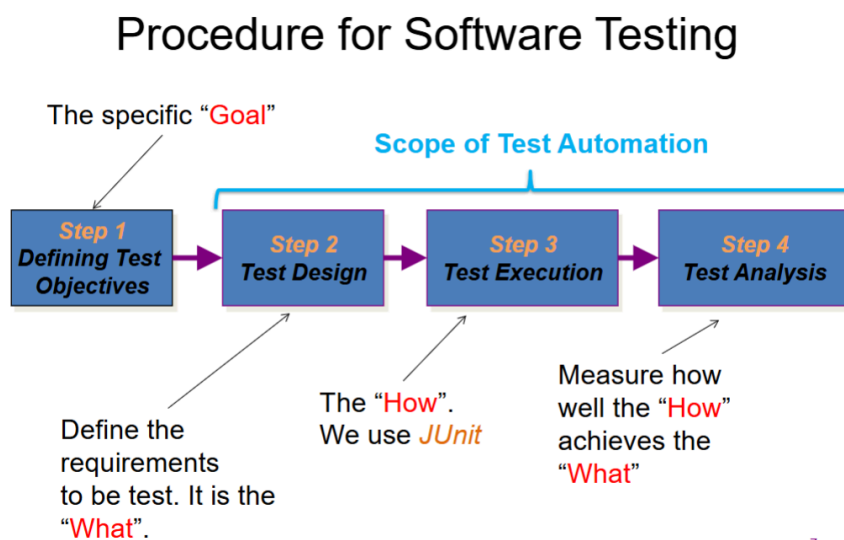 Procedure for Software Testing
The specific “Goal”
Scope of Test Automation
Step 1
Defining Test
Objectives
Step 2
Test Design
Step 3
Test Execution
Step 4
Test Analysis
Define the
requirements
to be test. It is the
“What”.
The “How”.
We use JUnit
Measure how
well the “How”
achieves the
“What”